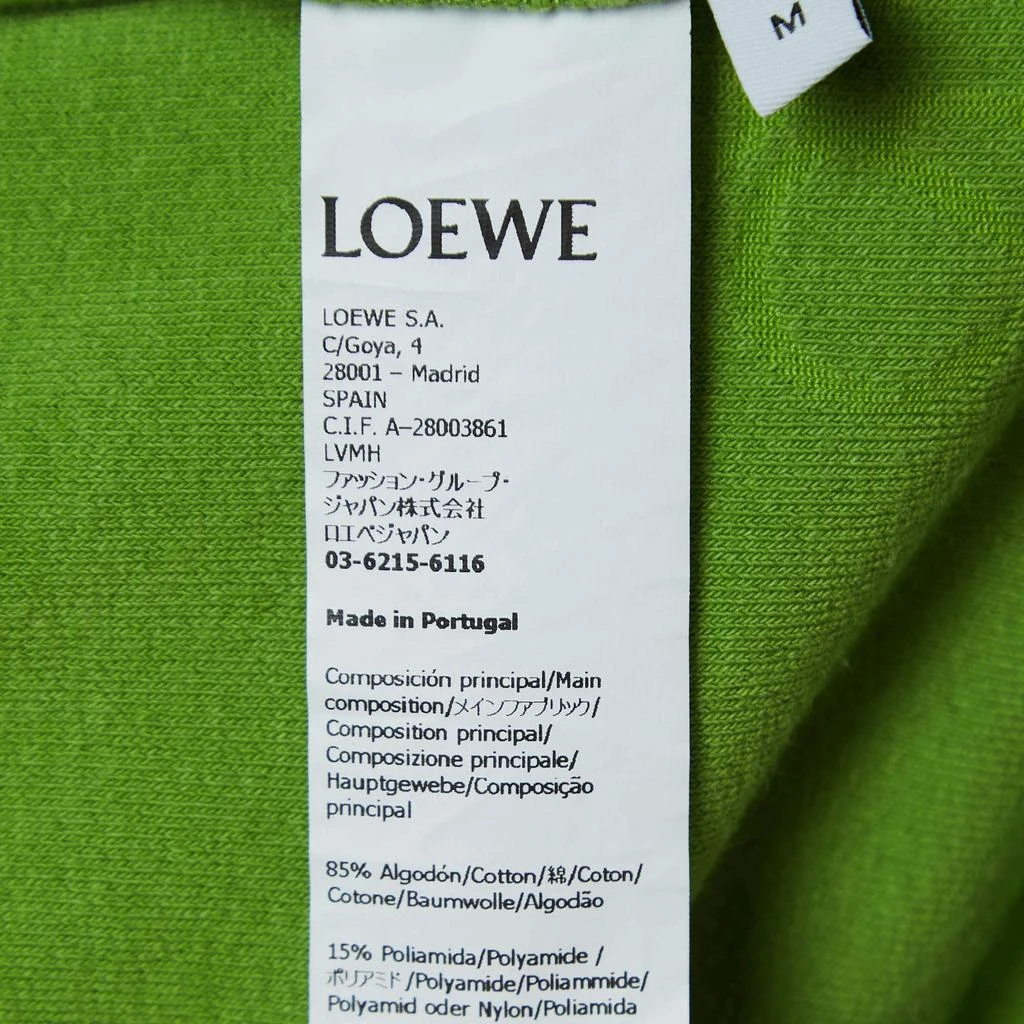 M
LOEWE
LOEWE S.A.
C/Goya, 4
28001 – Madrid
SPAIN
C.I.F. A–28003861
LVMH
ファッション・グループ・
ジャパン株式会社
ロエベジャパン
03-6215-6116
Made in Portugal
Composición principal/Main
composition/メインファブリック/
Composition principal/
Composizione principale/
Hauptgewebe/Composição
principal
85% Algodón/Cotton/綿/Coton/
Cotone/Baumwolle/Algodão
15% Poliamida/Polyamide /
ポリアミド/Polyamide/Poliammide/
Polyamid oder Nylon/Poliamida